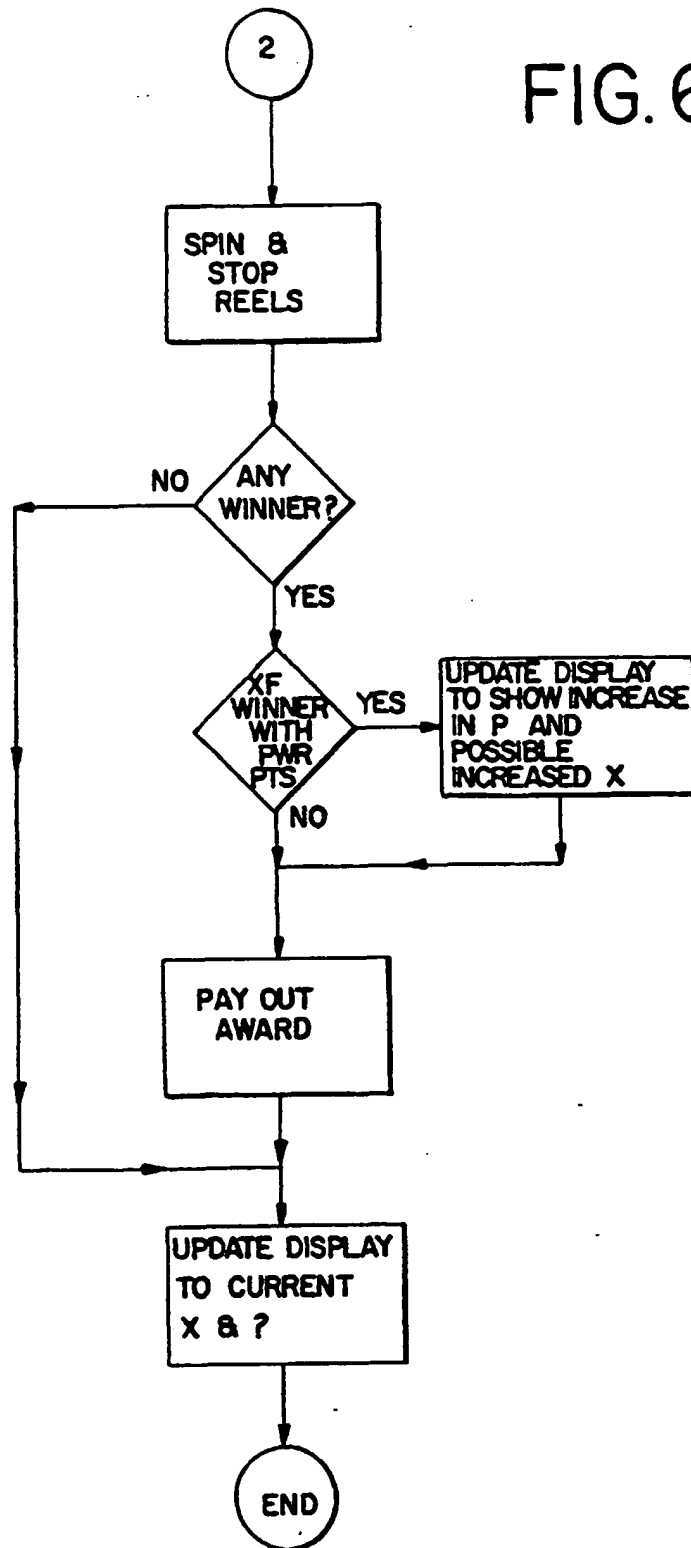 2
FIG. 6
SPIN &
STOP
REELS
ANY
WINNER?
NO
YES
XF
WINNER
WITH
PWR
PTS
YES
UPDATE DISPLAY
TO SHOW INCREASE
IN P AND
POSSIBLE
INCREASED X
NO
PAY OUT
AWARD
UPDATE DISPLAY
TO CURRENT
X & ?
END